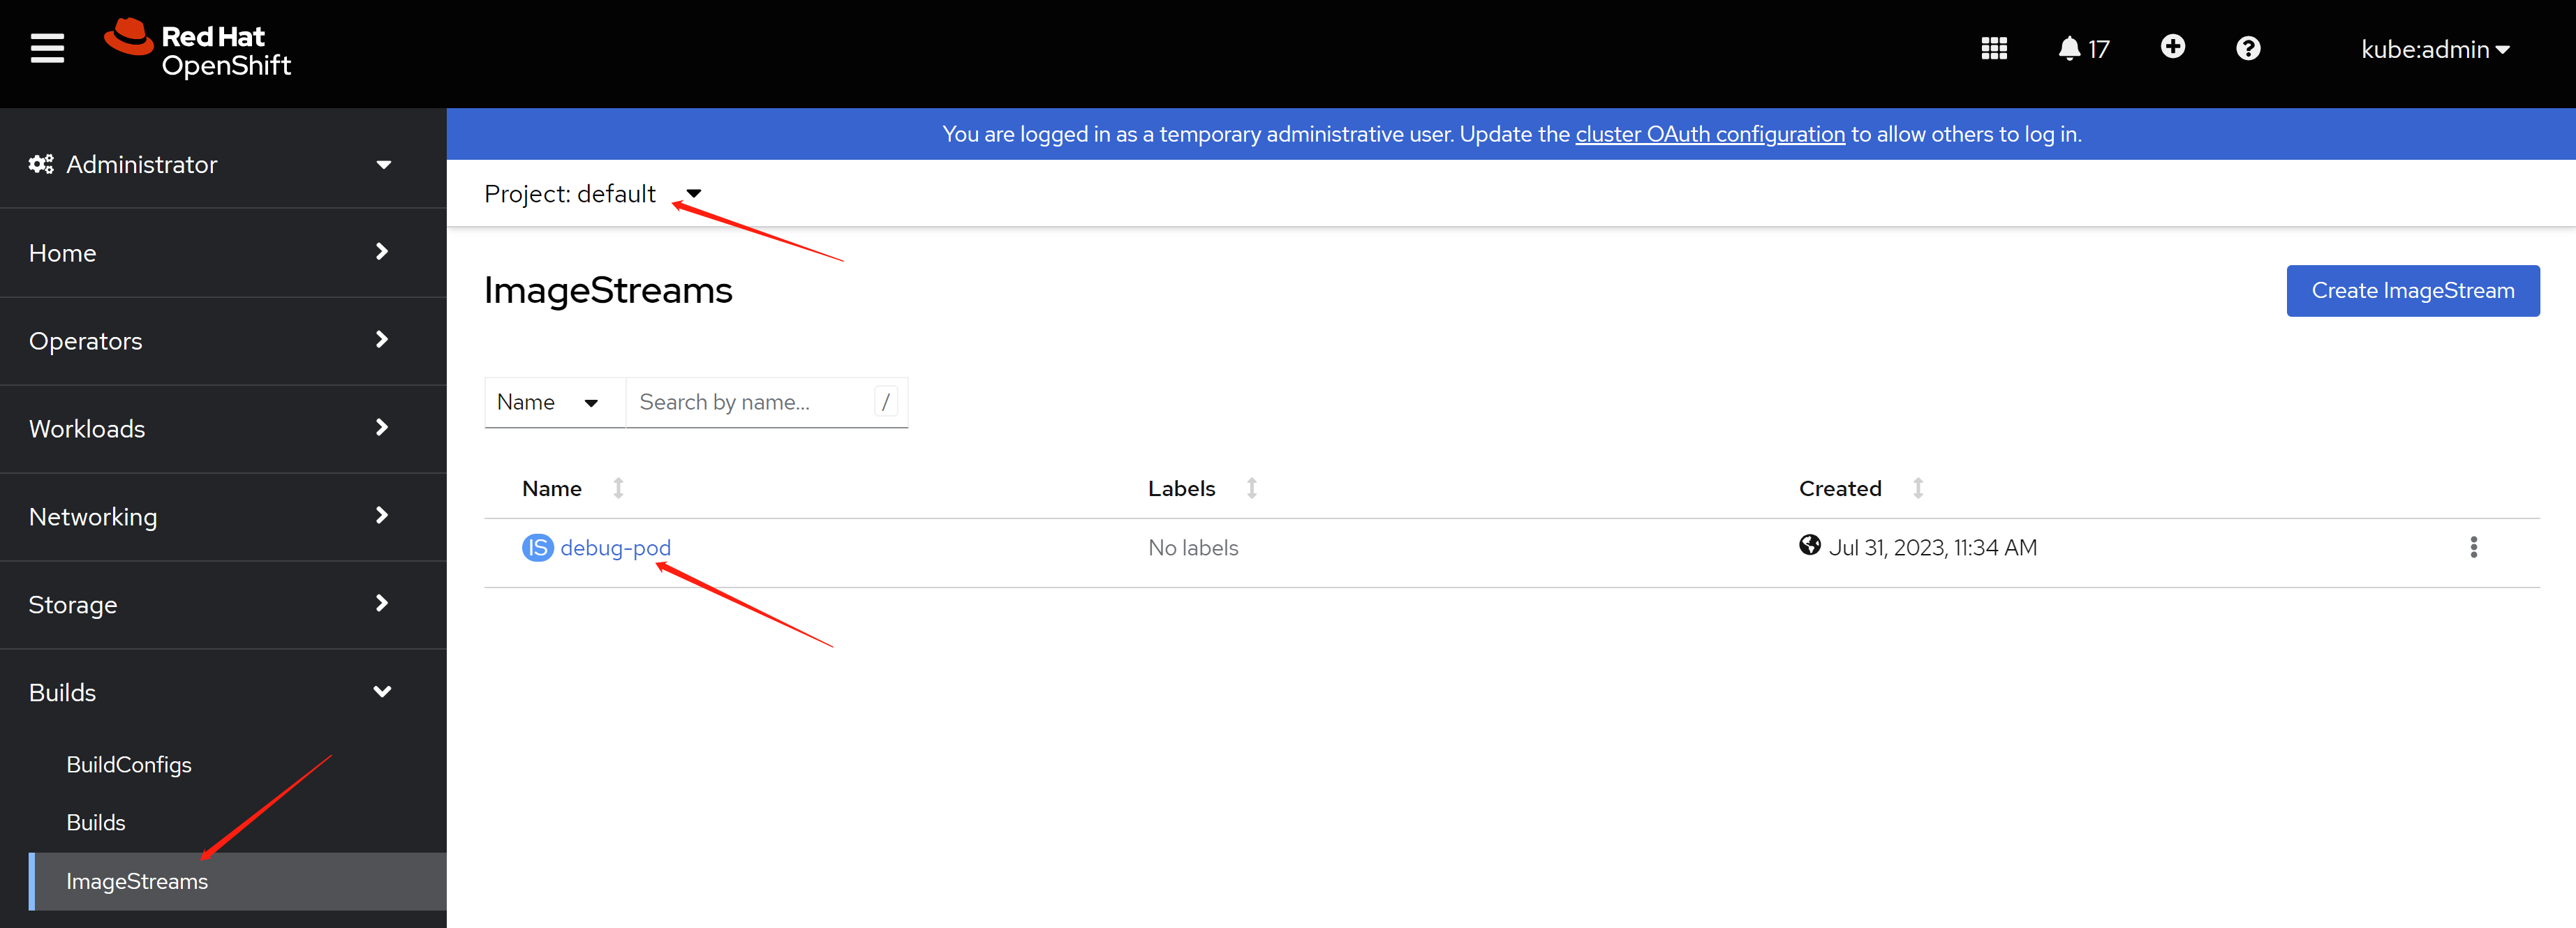 Red Hat
OpenShift
17
kube:admin
You are logged in as a temporary administrative user. Update the cluster OAuth configuration to allow others to log in.
Administrator
Home
Operators
Workloads
Networking
Storage
Builds
BuildConfigs
Builds
ImageStreams
Project: default
ImageStreams
Create ImageStream
Name
Search by name...
/
Name
Labels
Created
IS debug-pod
No labels
Jul 31, 2023, 11:34 AM